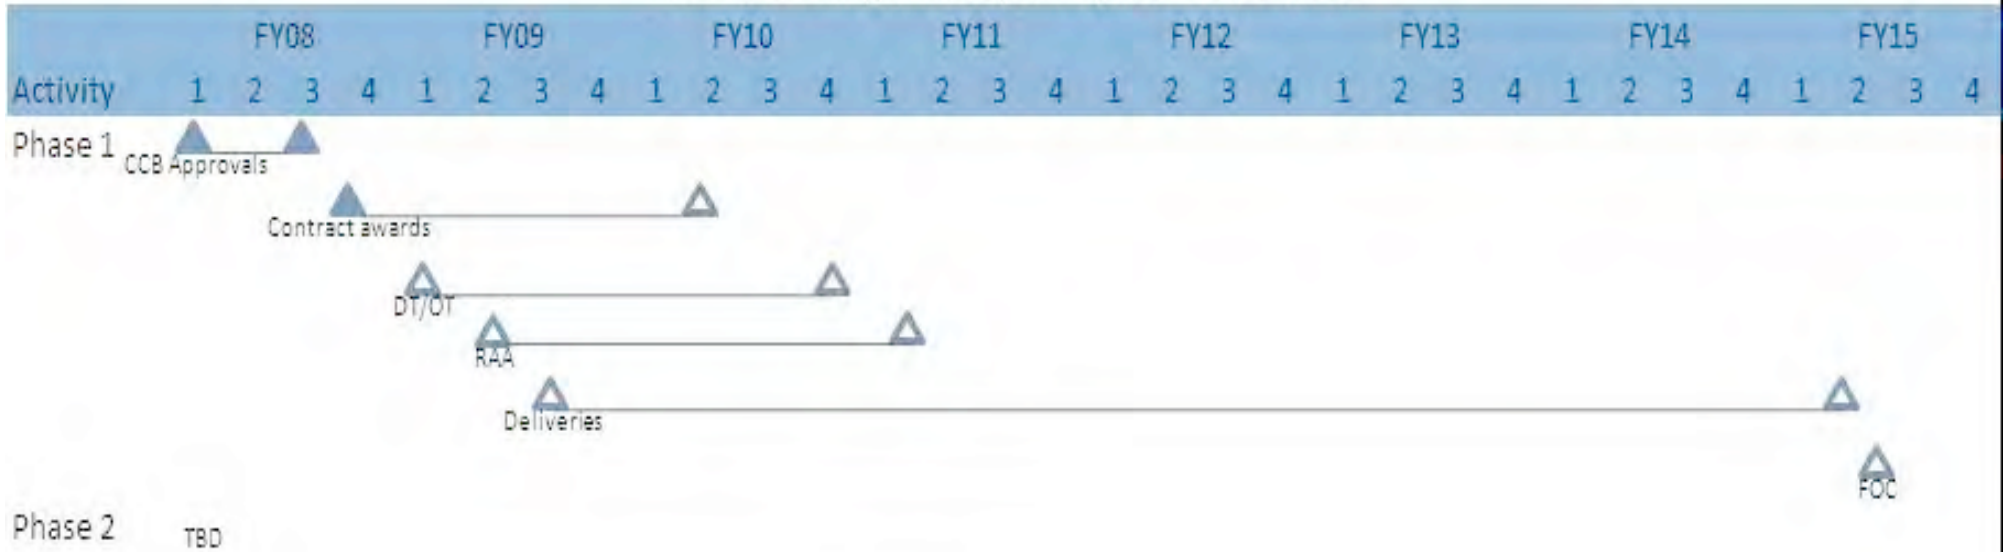 FY08 FY09 FY10 FY11 FY12 FY13 FY14 FY15
Activity 1 2 3 4 1 2 3 4 1 2 3 4 1 2 3 4 1 2 3 4 1 2 3 4 1 2 3 4 1 2 3 4
Phase 1
CCB Approvals
Contract awards
DT/OT
RAA
Deliveries
FOC
Phase 2 TBD